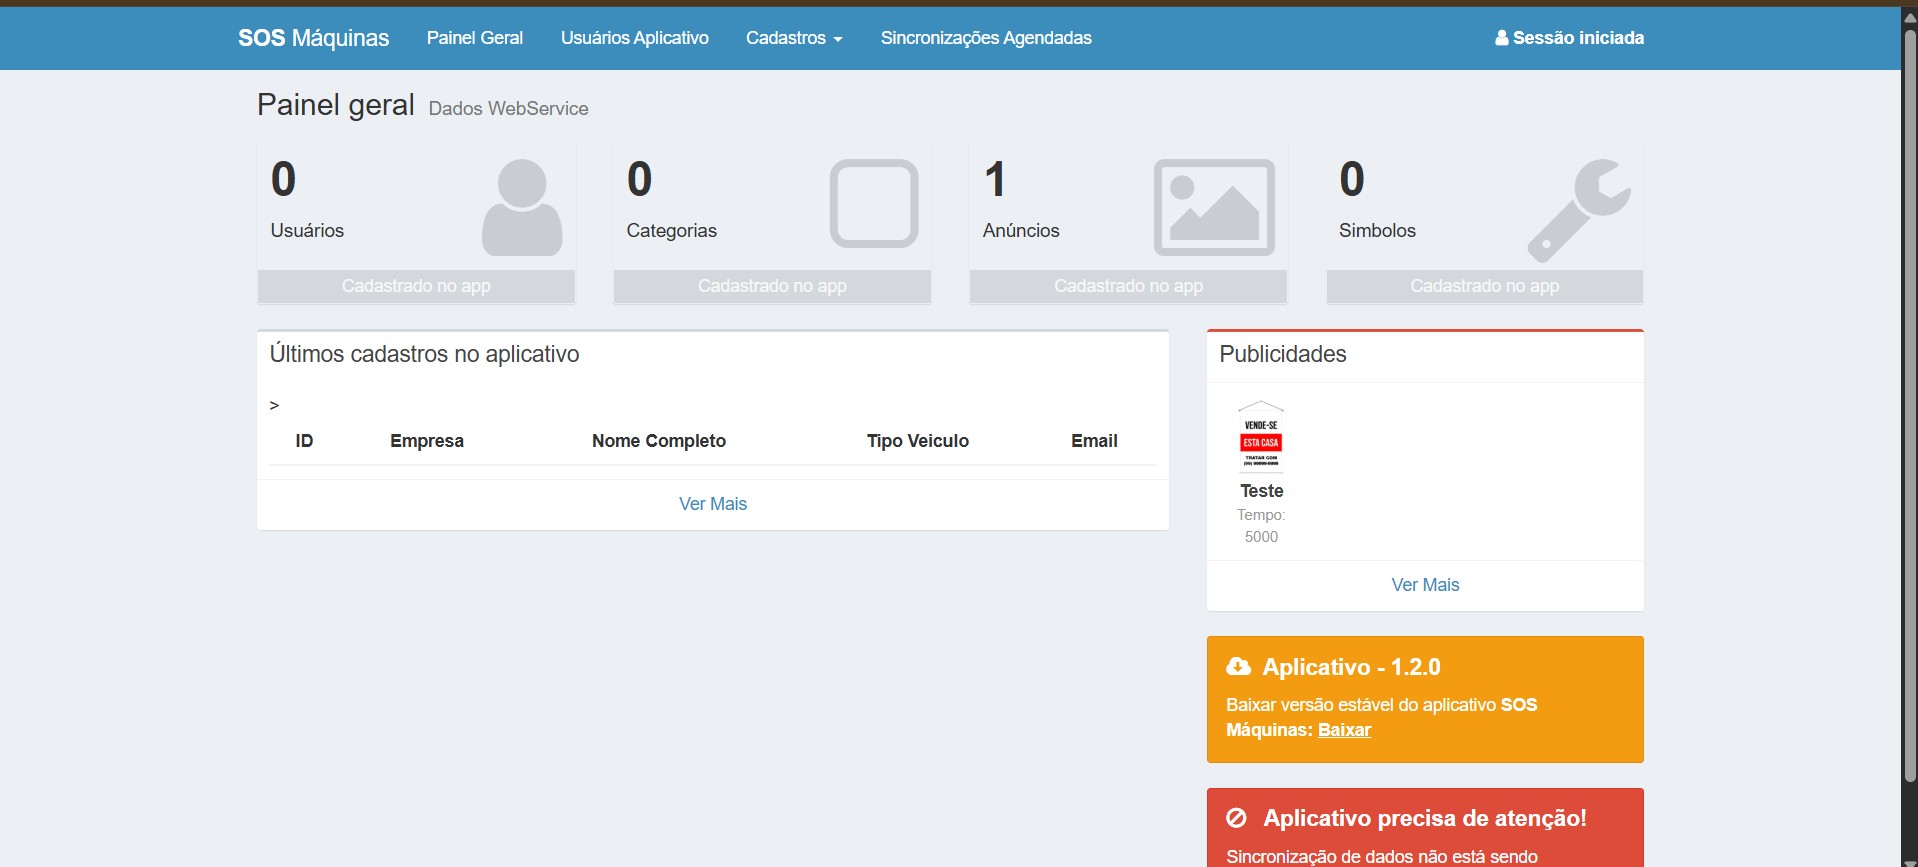 SOS Máquinas Painel Geral Usuários Aplicativo Cadastros Sincronizações Agendadas Sessão iniciada
Painel geral Dados WebService
0
Usuários
Cadastrado no app
0
Categorias
Cadastrado no app
1
Anúncios
Cadastrado no app
0
Simbolos
Cadastrado no app
Últimos cadastros no aplicativo
>
ID Empresa Nome Completo Tipo Veiculo Email
Ver Mais
Publicidades
VENDE-SE
ESTA CASA
TRATAR COM
(99) 99999-9999
Teste
Tempo:
5000
Ver Mais
Aplicativo - 1.2.0
Baixar versão estável do aplicativo SOS
Máquinas: Baixar
Aplicativo precisa de atenção!
Sincronização de dados não está sendo